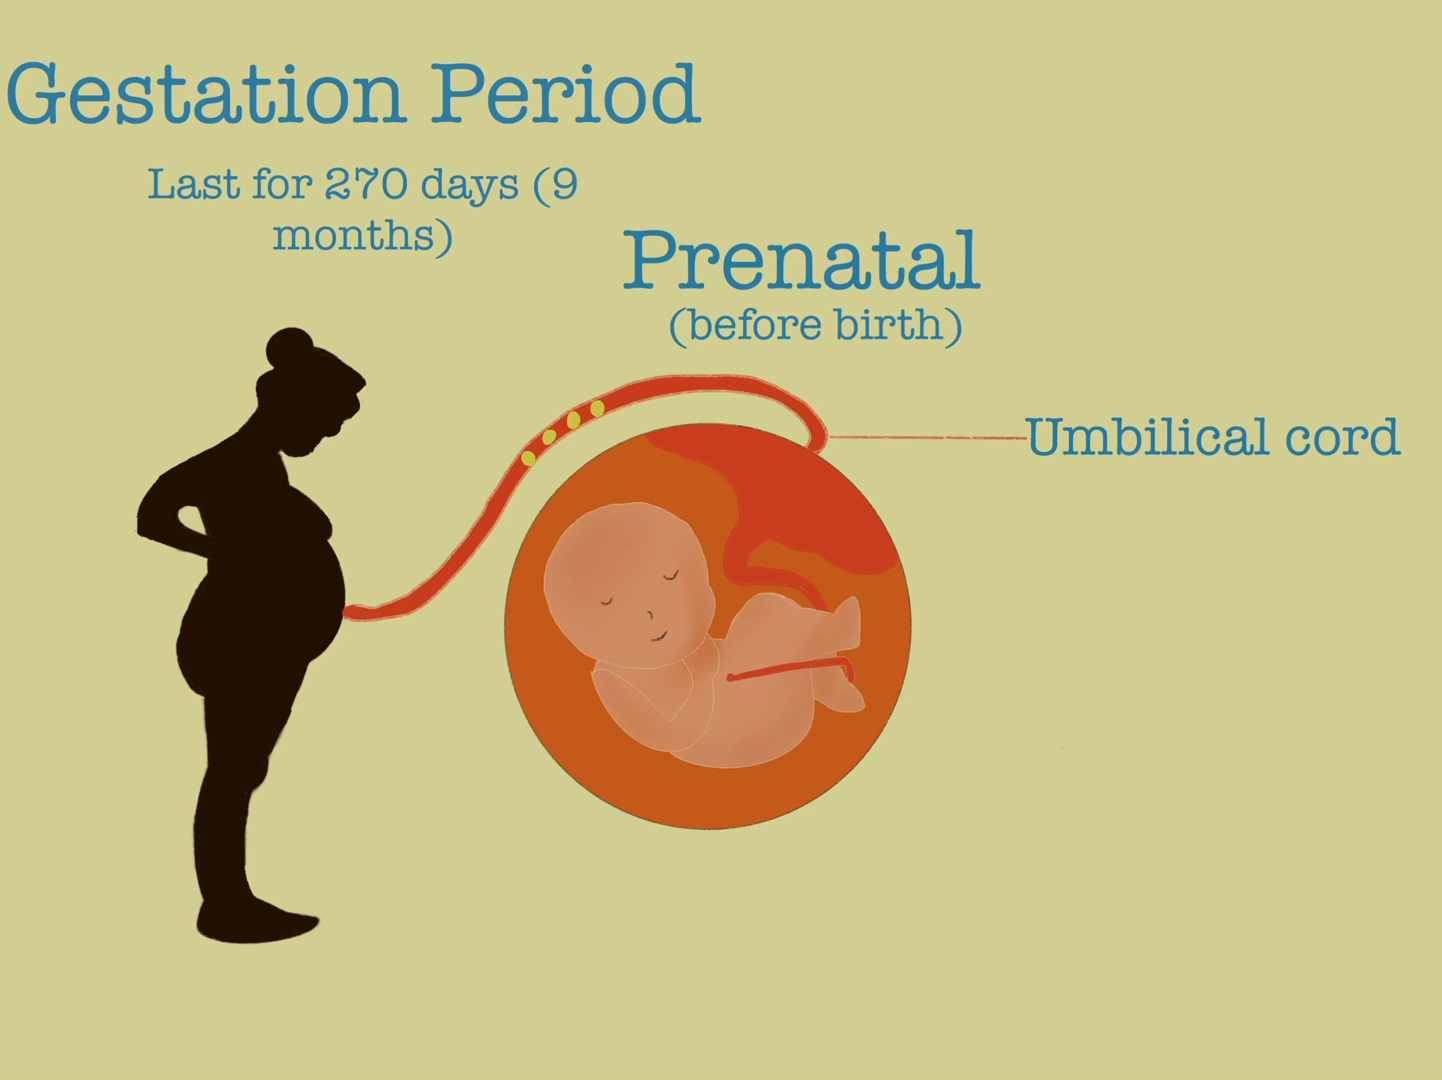 Gestation Period
Last for 270 days (9
months)
Prenatal
(before birth)
Umbilical cord